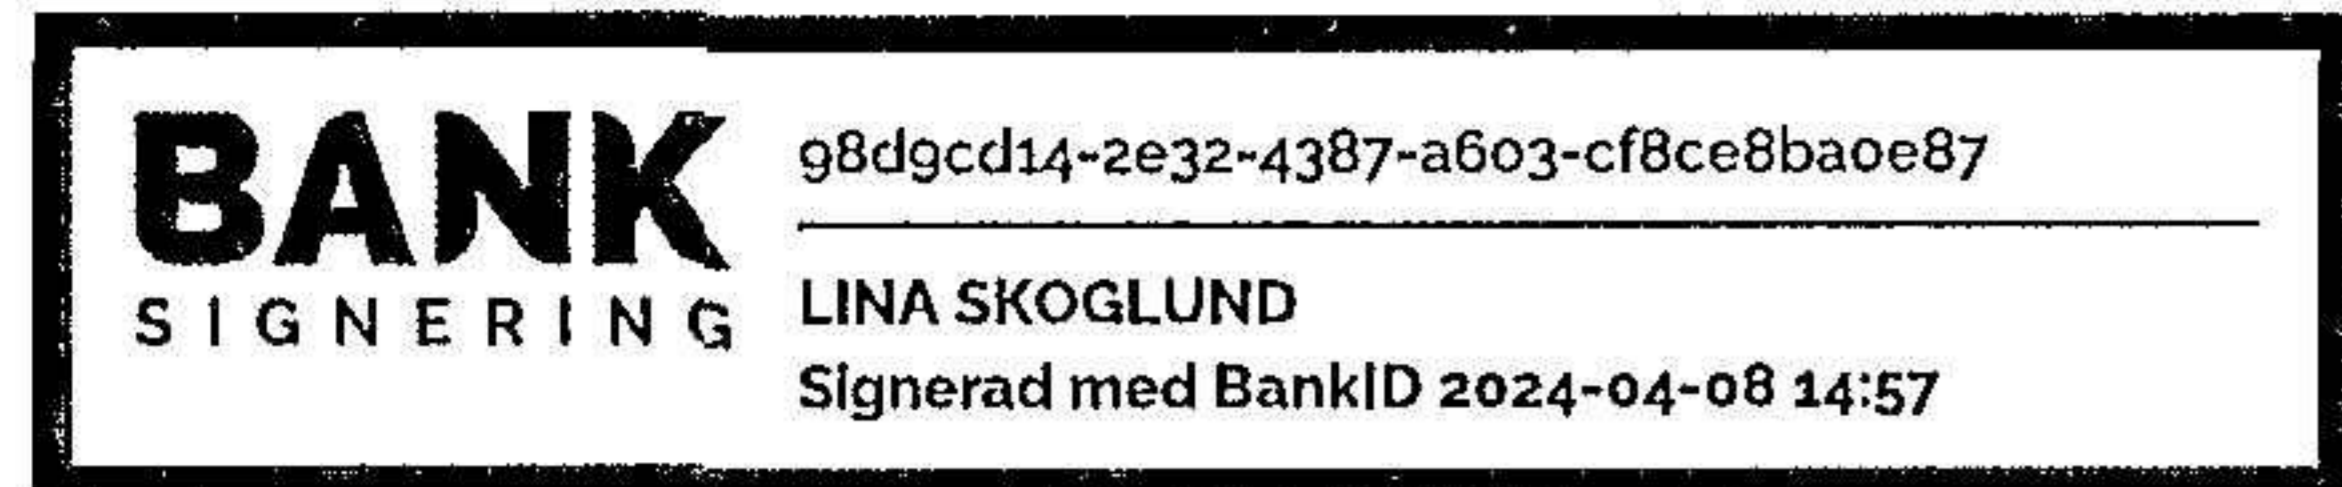 BANK
SIGNERING
98d9cd14-2e32-4387-a603-cf8ce8ba0e87
LINA SKOGLUND
Signerad med BankID 2024-04-08 14:57